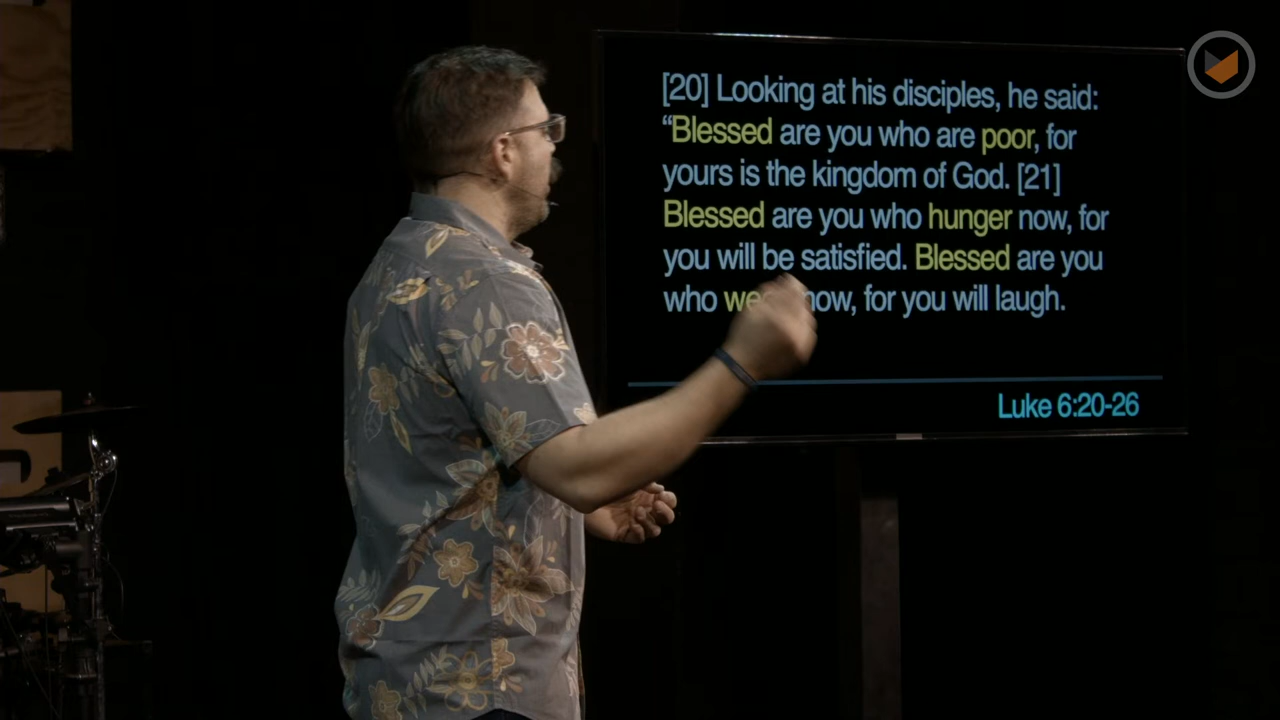 [20] Looking at his disciples, he said:
“Blessed are you who are poor, for
yours is the kingdom of God. [21]
Blessed are you who hunger now, for
you will be satisfied. Blessed are you
who now, for you will laugh.
Luke 6:20-26